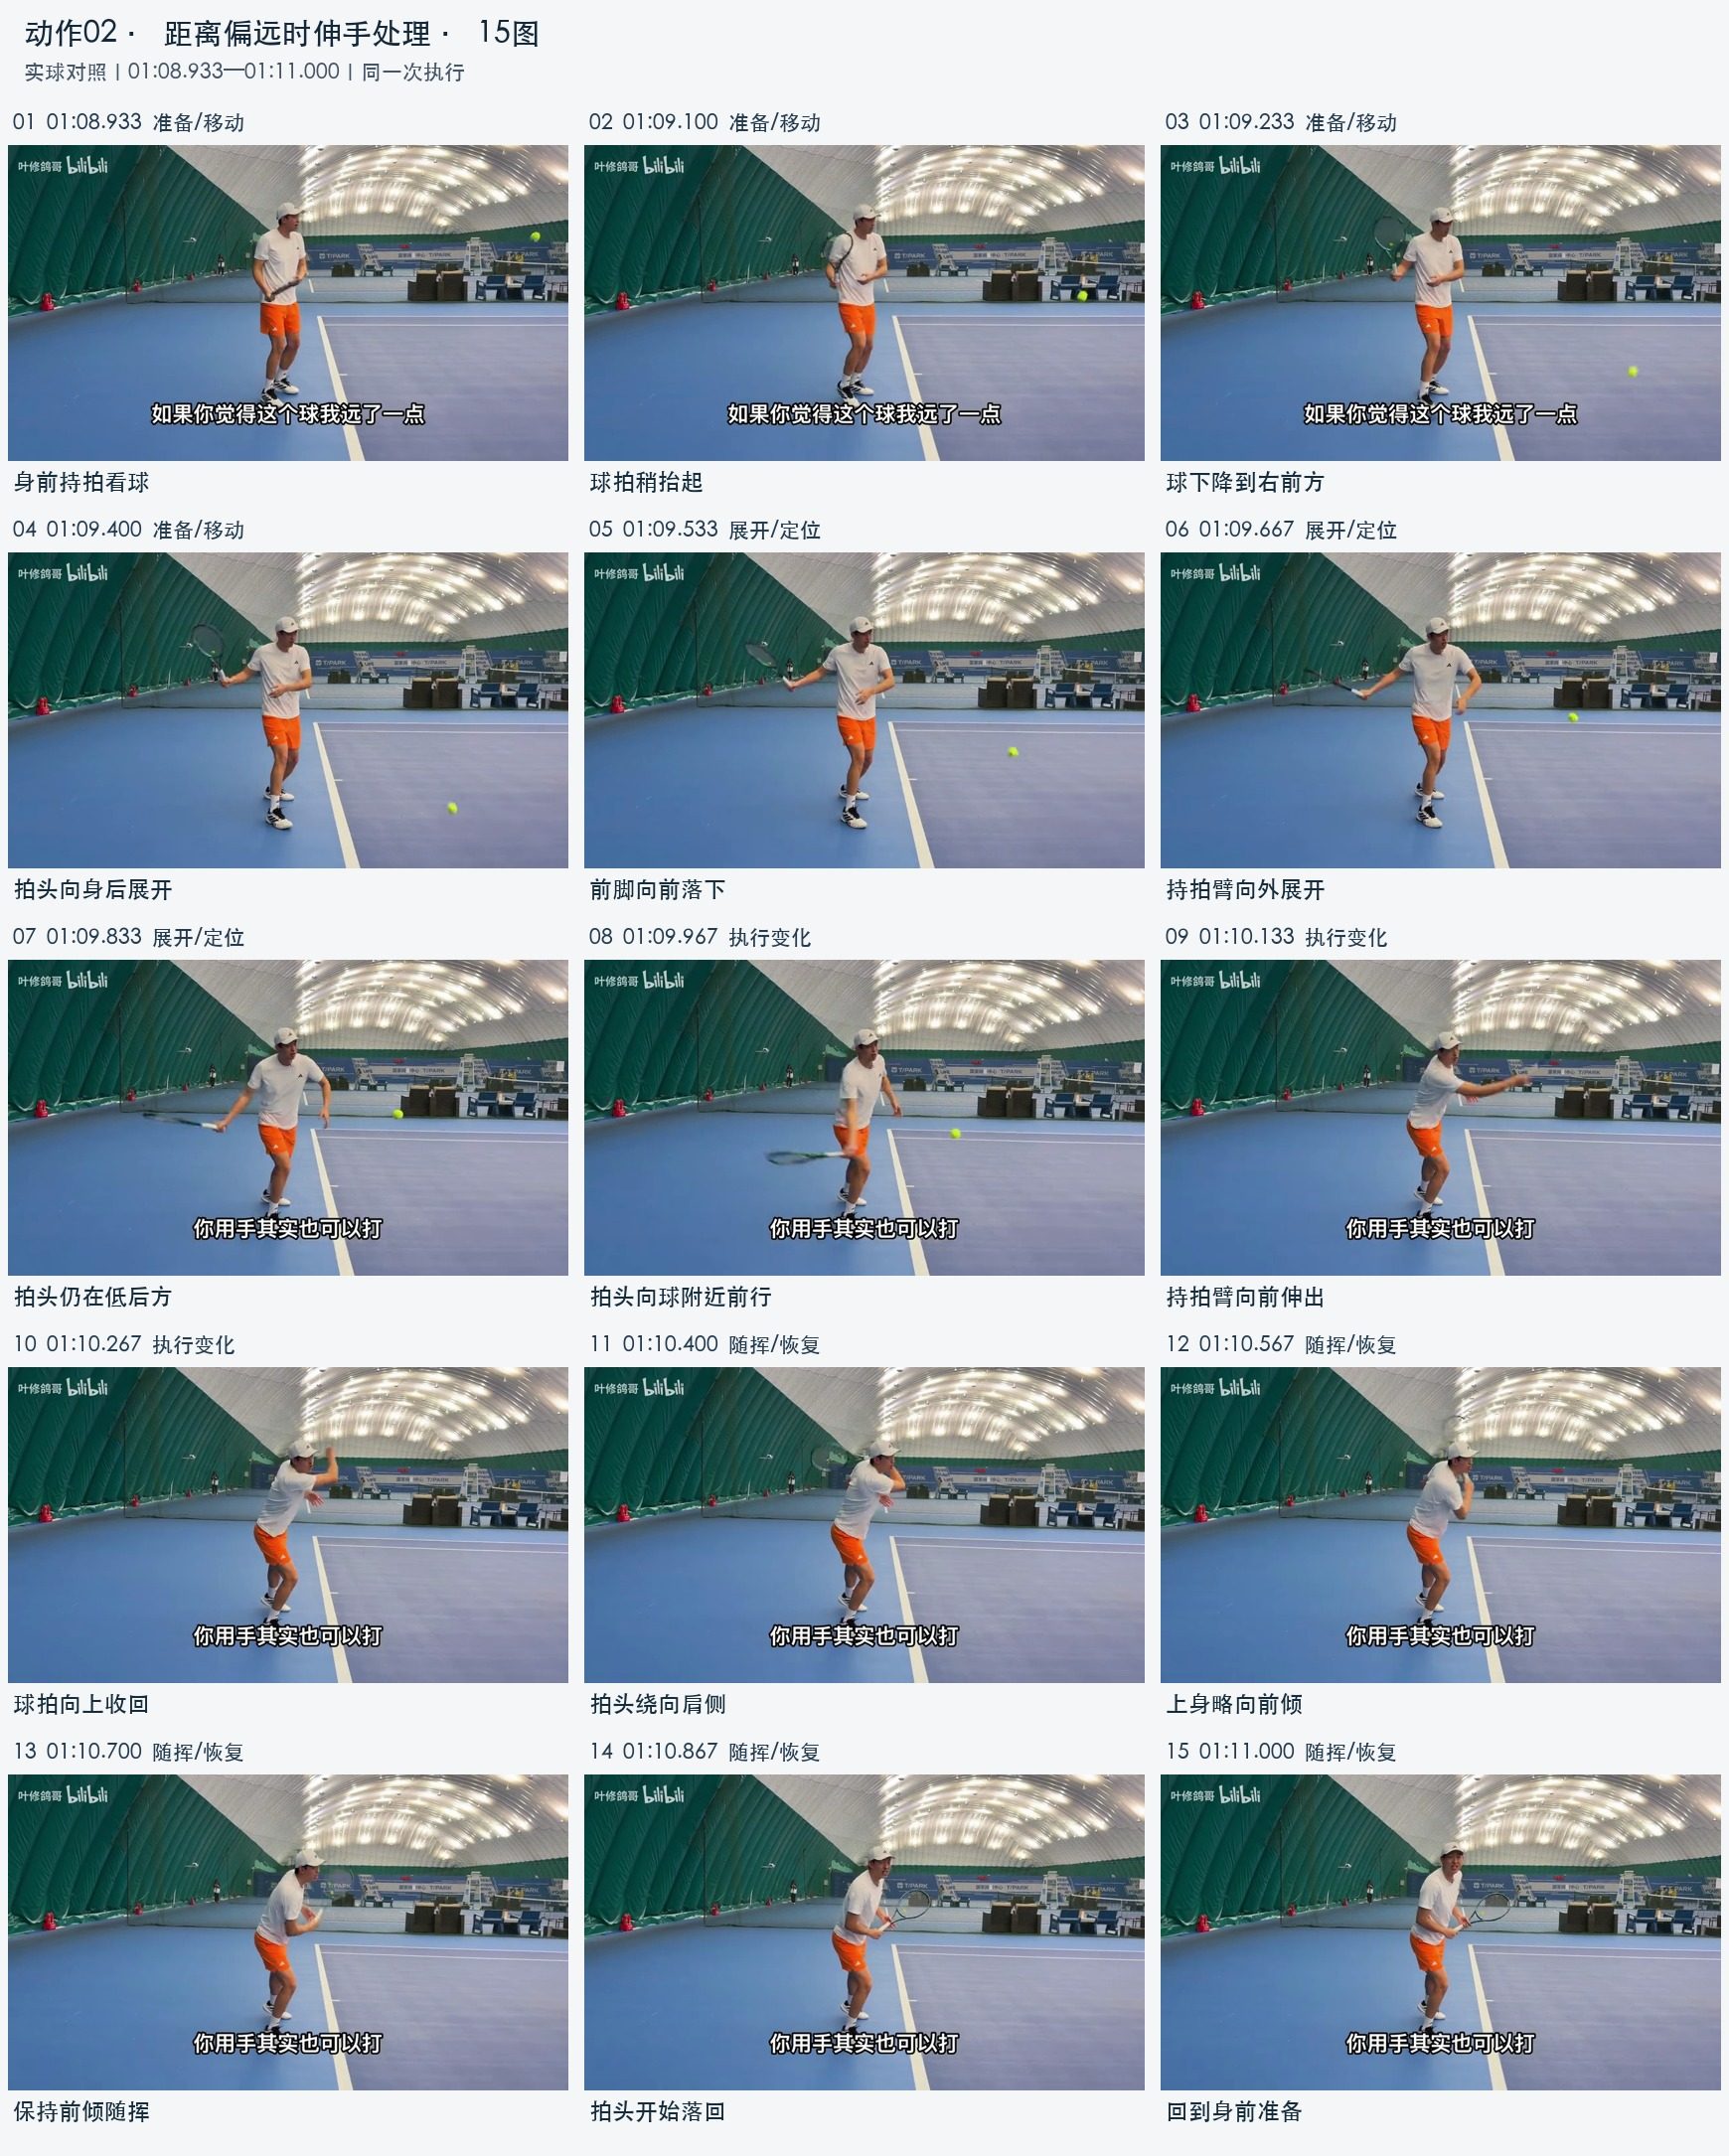 动作02 · 距离偏远时伸手处理 · 15图
实球对照 | 01:08.933—01:11.000 | 同一次执行
01 01:08.933 准备/移动
02 01:09.100 准备/移动
03 01:09.233 准备/移动
叶修鸽哥 bilibili
叶修鸽哥 bilibili
叶修鸽哥 bilibili
如果你觉得这个球我远了一点
如果你觉得这个球我远了一点
如果你觉得这个球我远了一点
身前持拍看球
球拍稍抬起
球下降到右前方
04 01:09.400 准备/移动
05 01:09.533 展开/定位
06 01:09.667 展开/定位
叶修鸽哥 bilibili
叶修鸽哥 bilibili
叶修鸽哥 bilibili
拍头向身后展开
前脚向前落下
持拍臂向外展开
07 01:09.833 展开/定位
08 01:09.967 执行变化
09 01:10.133 执行变化
叶修鸽哥 bilibili
叶修鸽哥 bilibili
叶修鸽哥 bilibili
你用手其实也可以打
你用手其实也可以打
你用手其实也可以打
拍头仍在低后方
拍头向球附近前行
持拍臂向前伸出
10 01:10.267 执行变化
11 01:10.400 随挥/恢复
12 01:10.567 随挥/恢复
叶修鸽哥 bilibili
叶修鸽哥 bilibili
叶修鸽哥 bilibili
你用手其实也可以打
你用手其实也可以打
你用手其实也可以打
球拍向上收回
拍头绕向肩侧
上身略向前倾
13 01:10.700 随挥/恢复
14 01:10.867 随挥/恢复
15 01:11.000 随挥/恢复
叶修鸽哥 bilibili
叶修鸽哥 bilibili
叶修鸽哥 bilibili
你用手其实也可以打
你用手其实也可以打
你用手其实也可以打
保持前倾随挥
拍头开始落回
回到身前准备